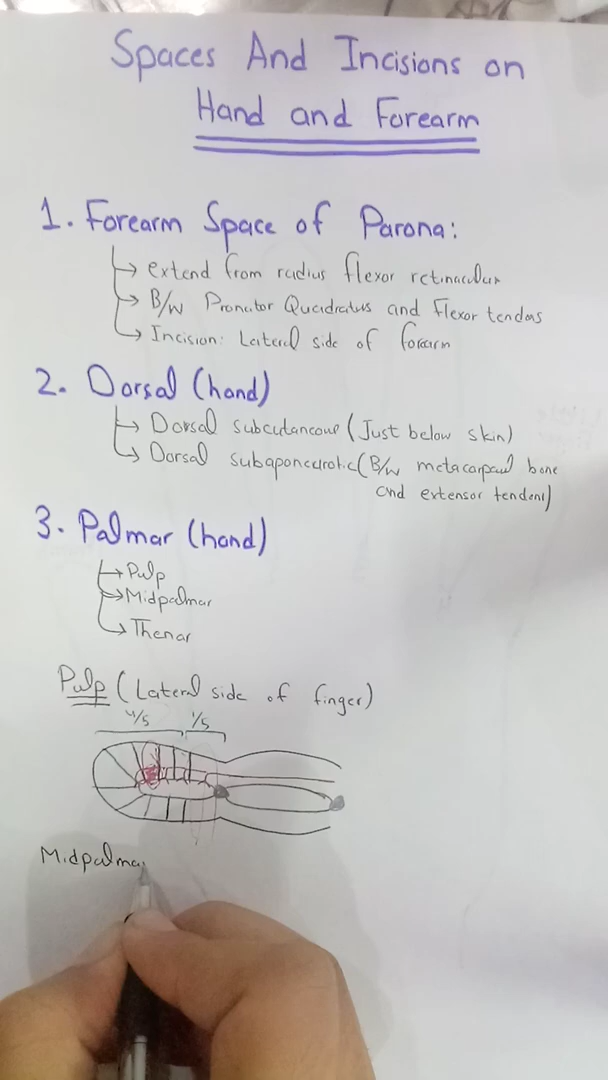 Spaces And Incisions on
Hand and Forearm
1. Forearm Space of Parona:
extend from radius flexor retinacular
B/w Pronator Quadratus and Flexor tendons
Incision: Lateral side of forearm
2. Dorsal (hand)
Dorsal subcutaneous (Just below skin)
Dorsal subaponeurotic (B/w metacarpal bone
and extensor tendons)
3. Palmar (hand)
Pulp
Midpalmar
Thenar
Pulp (Lateral side of finger)
4/5 1/5
Midpalmar